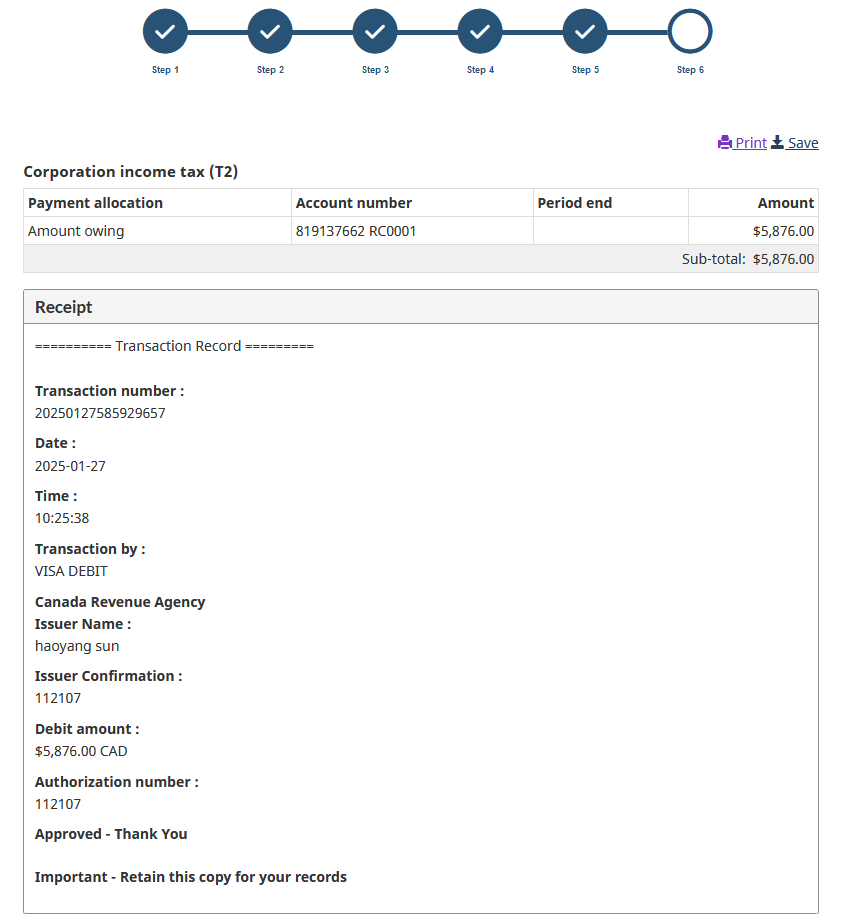 Step 1 Step 2 Step 3 Step 4 Step 5 Step 6
Print Save
Corporation income tax (T2)
Payment allocation Account number Period end Amount
Amount owing 819137662 RC0001 $5,876.00
Sub-total: $5,876.00
Receipt
========== Transaction Record =========
Transaction number :
20250127585929657
Date :
2025-01-27
Time :
10:25:38
Transaction by :
VISA DEBIT
Canada Revenue Agency
Issuer Name :
haoyang sun
Issuer Confirmation :
112107
Debit amount :
$5,876.00 CAD
Authorization number :
112107
Approved - Thank You
Important - Retain this copy for your records